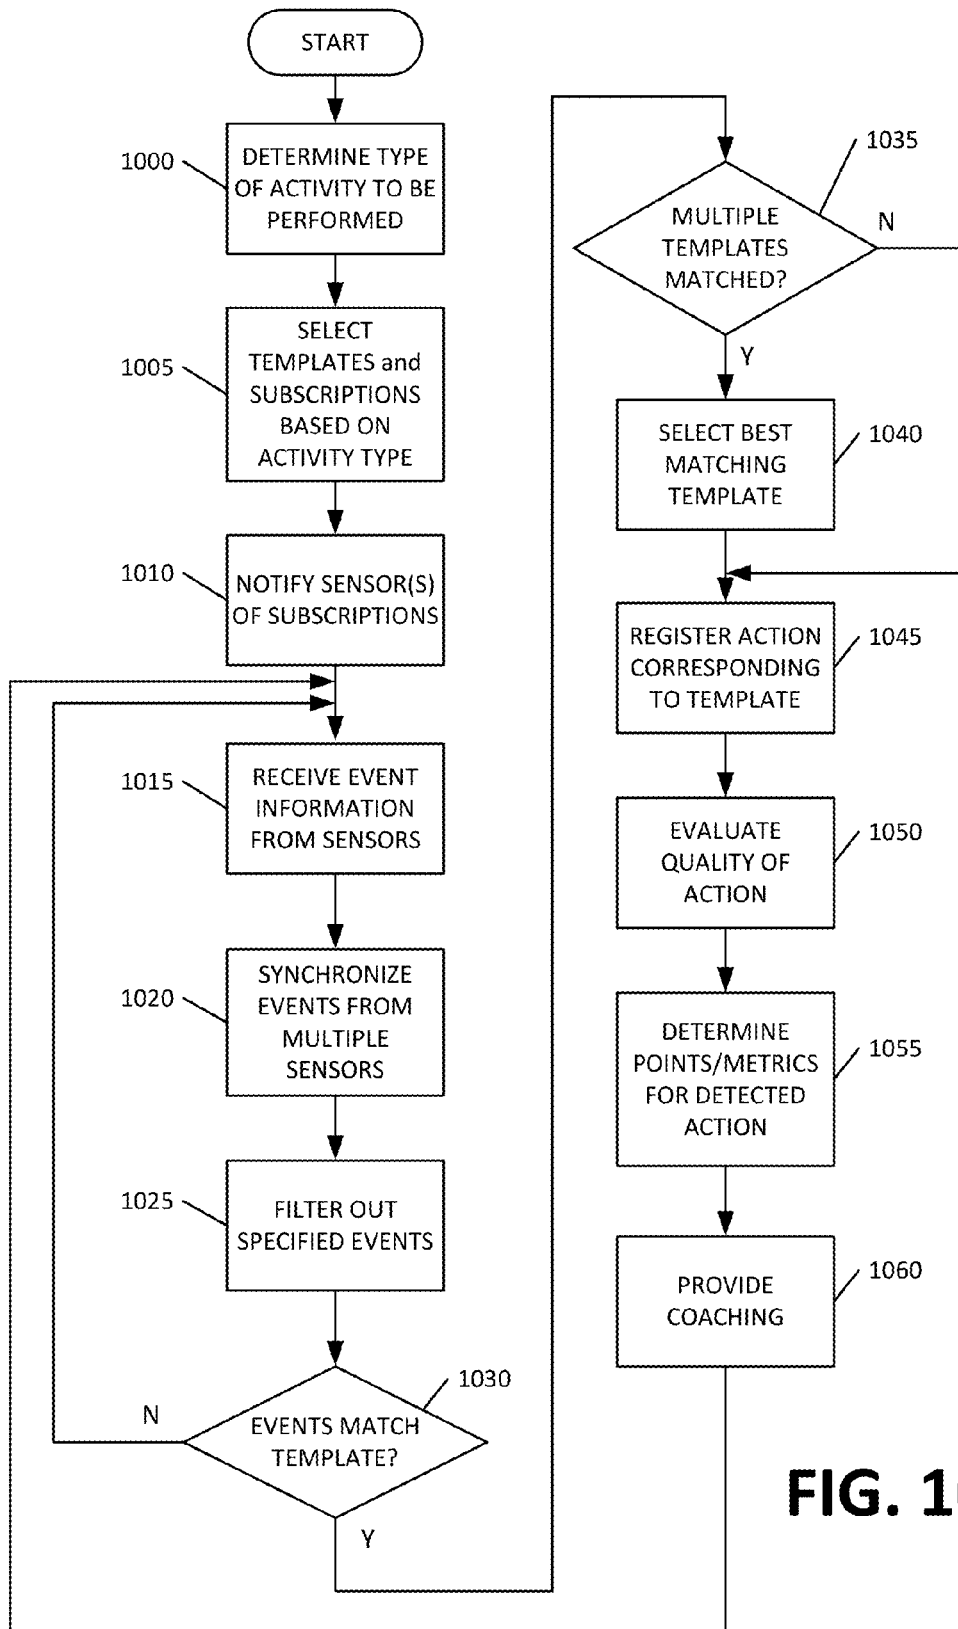 START
1000
DETERMINE TYPE
OF ACTIVITY TO BE
PERFORMED
1005
SELECT
TEMPLATES and
SUBSCRIPTIONS
BASED ON
ACTIVITY TYPE
1010
NOTIFY SENSOR(S)
OF SUBSCRIPTIONS
1015
RECEIVE EVENT
INFORMATION
FROM SENSORS
1020
SYNCHRONIZE
EVENTS FROM
MULTIPLE
SENSORS
1025
FILTER OUT
SPECIFIED EVENTS
1030
EVENTS MATCH
TEMPLATE?
N
Y
1035
MULTIPLE
TEMPLATES
MATCHED?
N
Y
1040
SELECT BEST
MATCHING
TEMPLATE
1045
REGISTER ACTION
CORRESPONDING
TO TEMPLATE
1050
EVALUATE
QUALITY OF
ACTION
1055
DETERMINE
POINTS/METRICS
FOR DETECTED
ACTION
1060
PROVIDE
COACHING
FIG.